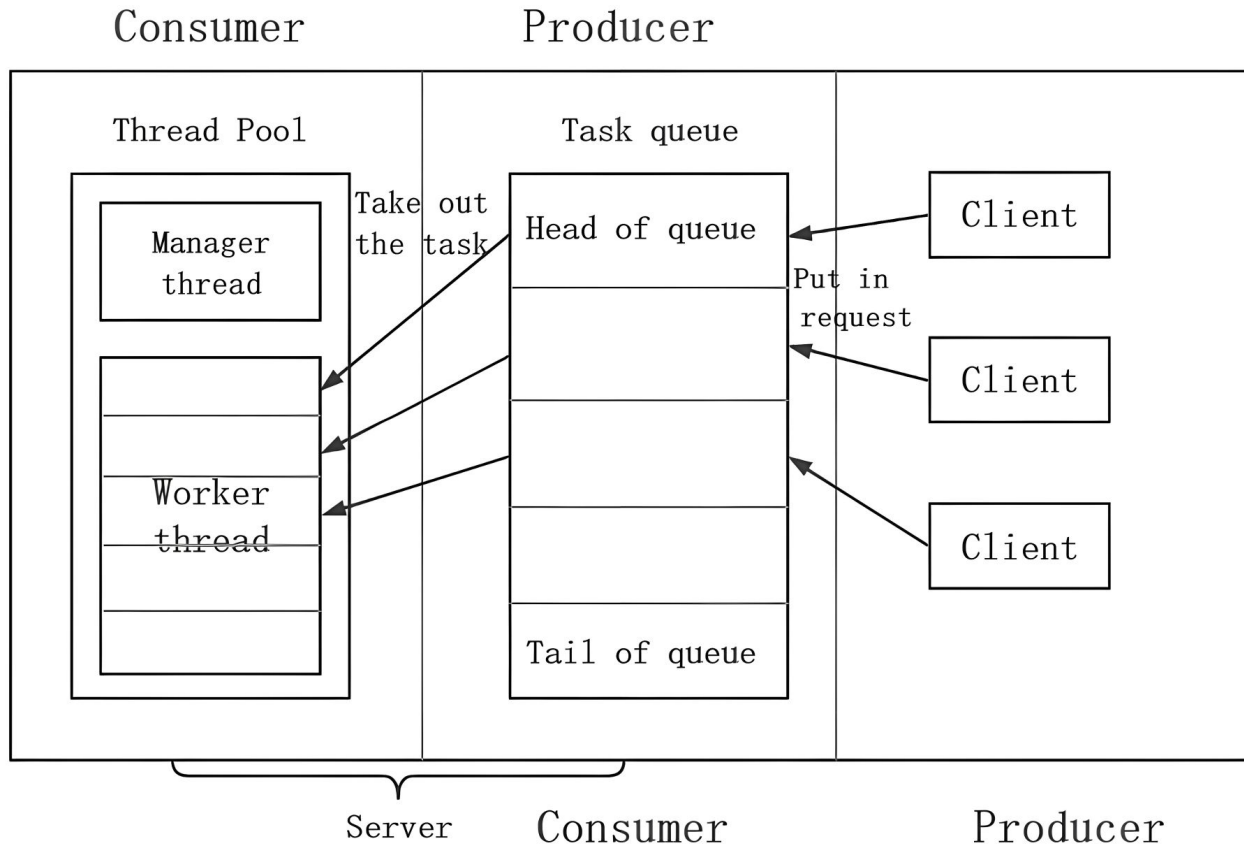 Consumer
Producer
Thread Pool
Task queue
Manager
thread
Take out
the task
Head of queue
Client
Put in
request
Client
Worker
thread
Client
Tail of queue
Server
Consumer
Producer